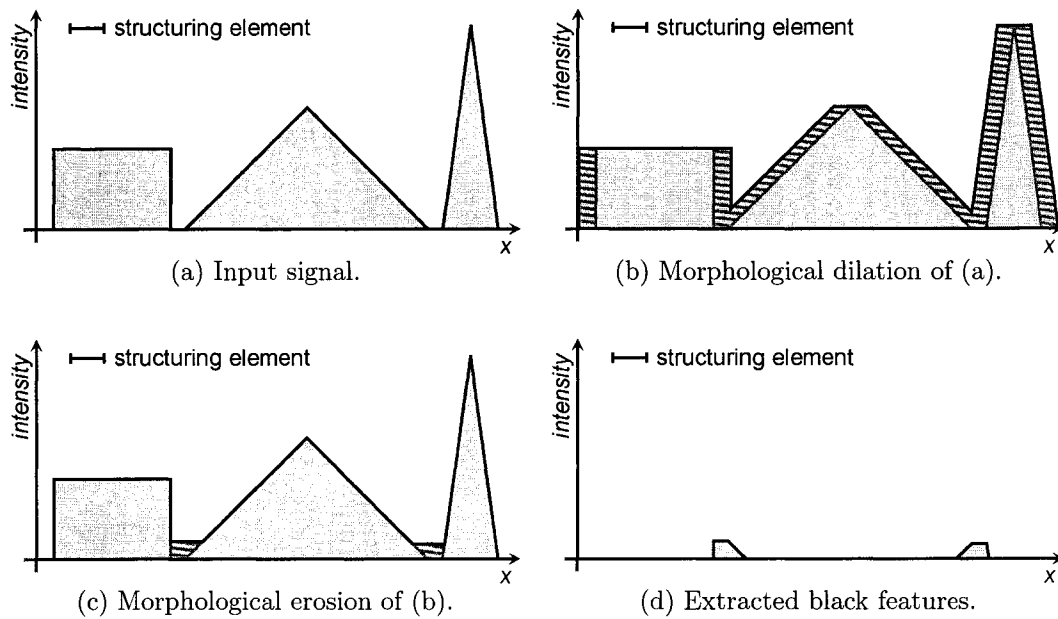 structuring element
intensity
x
(a) Input signal.
structuring element
intensity
x
(b) Morphological dilation of (a).
structuring element
intensity
x
(c) Morphological erosion of (b).
structuring element
intensity
x
(d) Extracted black features.